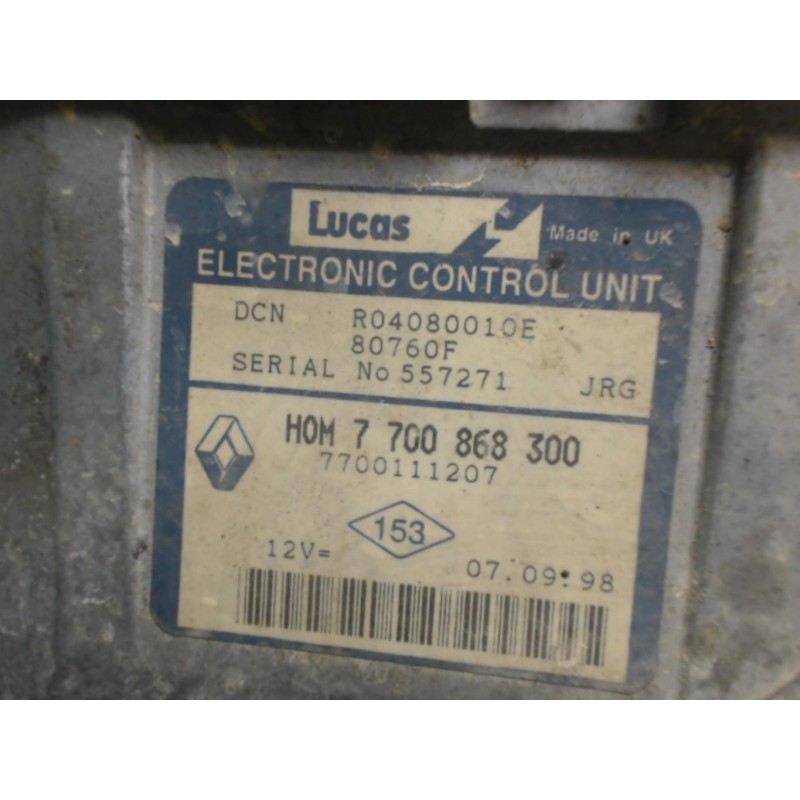 Lucas
Made in UK
ELECTRONIC CONTROL UNIT
DCN R04080010E
80760F
SERIAL No 557271 JRG
HOM 7 700 868 300
7700111207
153
12V=
07.09.98